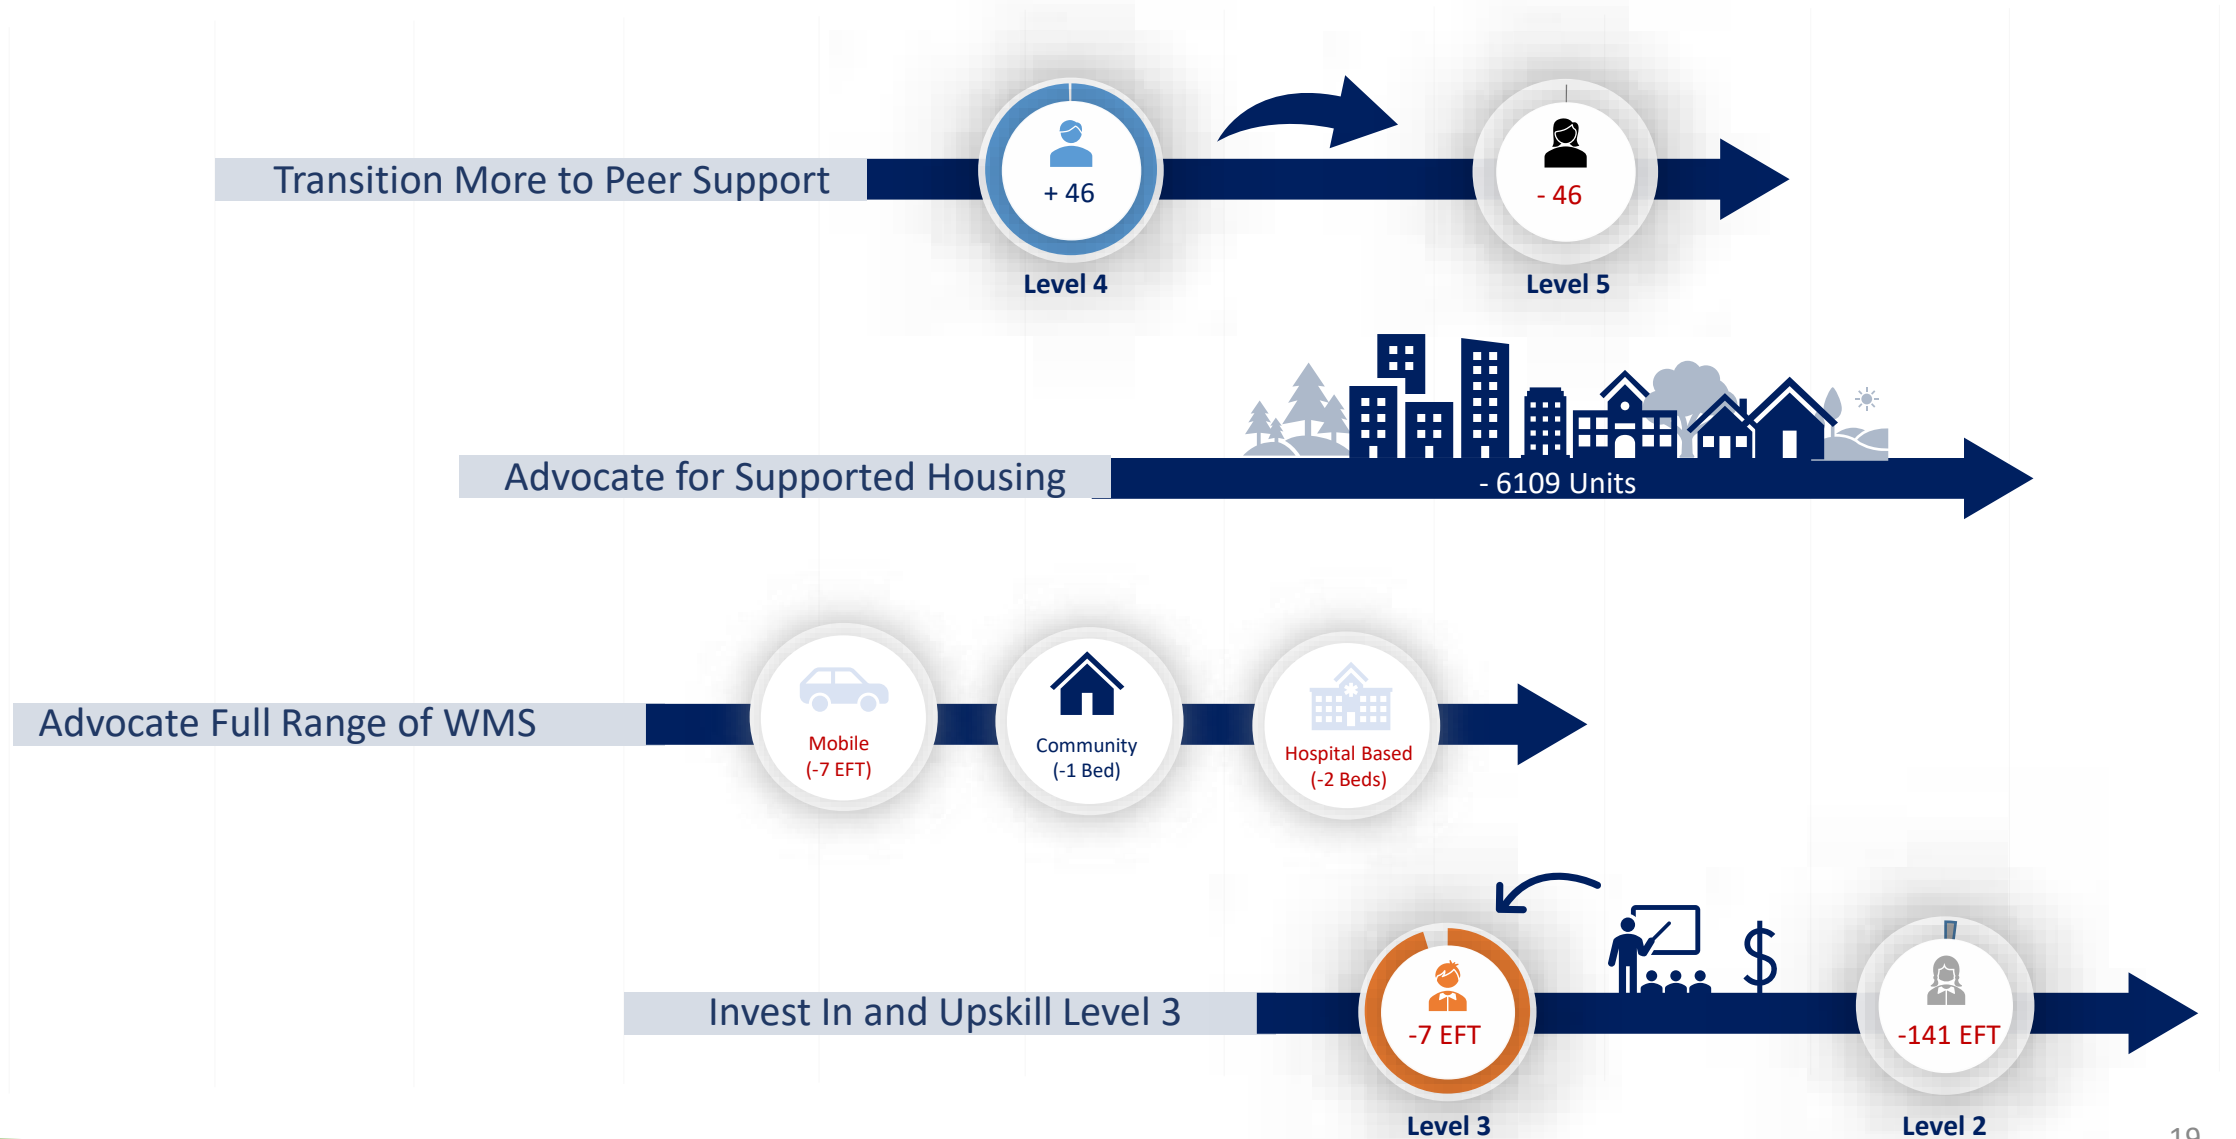 Transition More to Peer Support
+ 46
- 46
Level 4
Level 5
Advocate for Supported Housing
- 6109 Units
Advocate Full Range of WMS
Mobile
(-7 EFT)
Community
(-1 Bed)
Hospital Based
(-2 Beds)
Invest In and Upskill Level 3
$
-7 EFT
-141 EFT
Level 3
Level 2
19